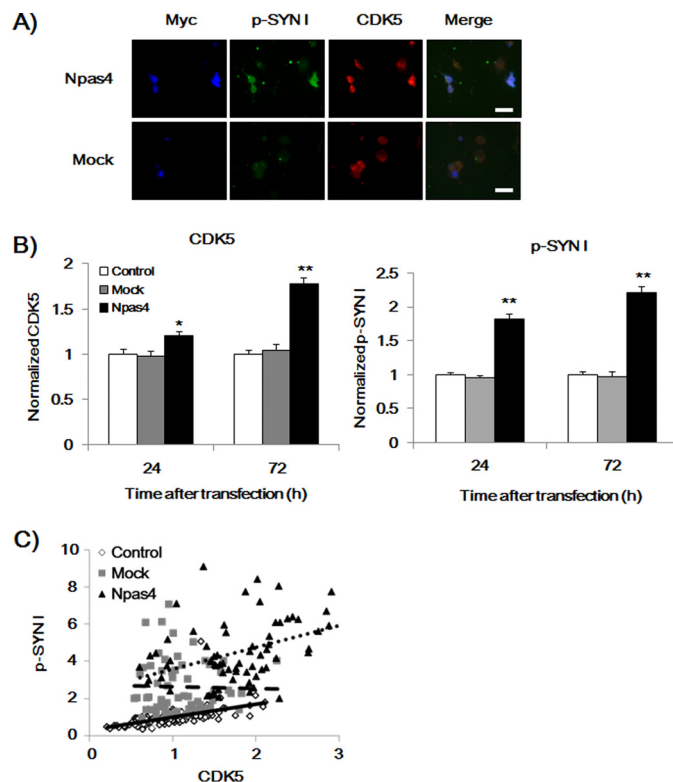 A)
Myc p-SYN I CDK5 Merge
Npas4
Mock
B)
CDK5
2
1.5
1
0.5
0
Normalized CDK5
Control
Mock
Npas4
*
**
24 72
Time after transfection (h)
p-SYN I
2.5
2
1.5
1
0.5
0
Normalized p-SYN I
**
**
24 72
Time after transfection (h)
C)
10
8
6
4
2
0
p-SYN I
Control
Mock
Npas4
0 1 2 3
CDK5